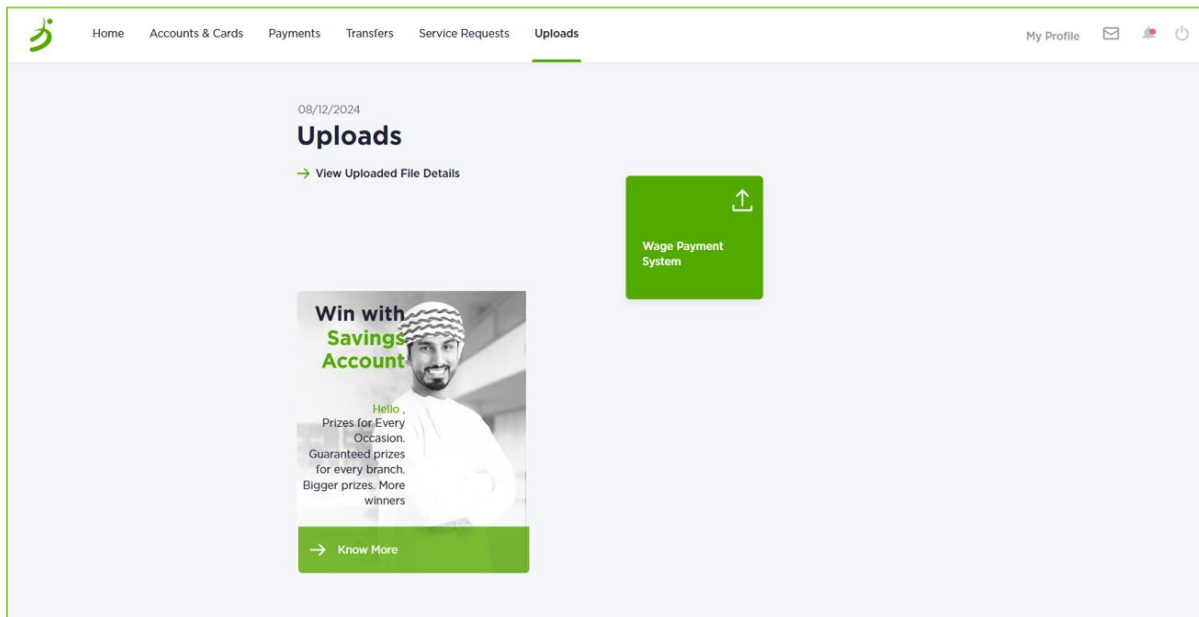 Home Accounts & Cards Payments Transfers Service Requests Uploads My Profile
08/12/2024
Uploads
View Uploaded File Details
Wage Payment
System
Win with
Savings
Account
Hello ,
Prizes for Every
Occasion.
Guaranteed prizes
for every branch.
Bigger prizes. More
winners
Know More